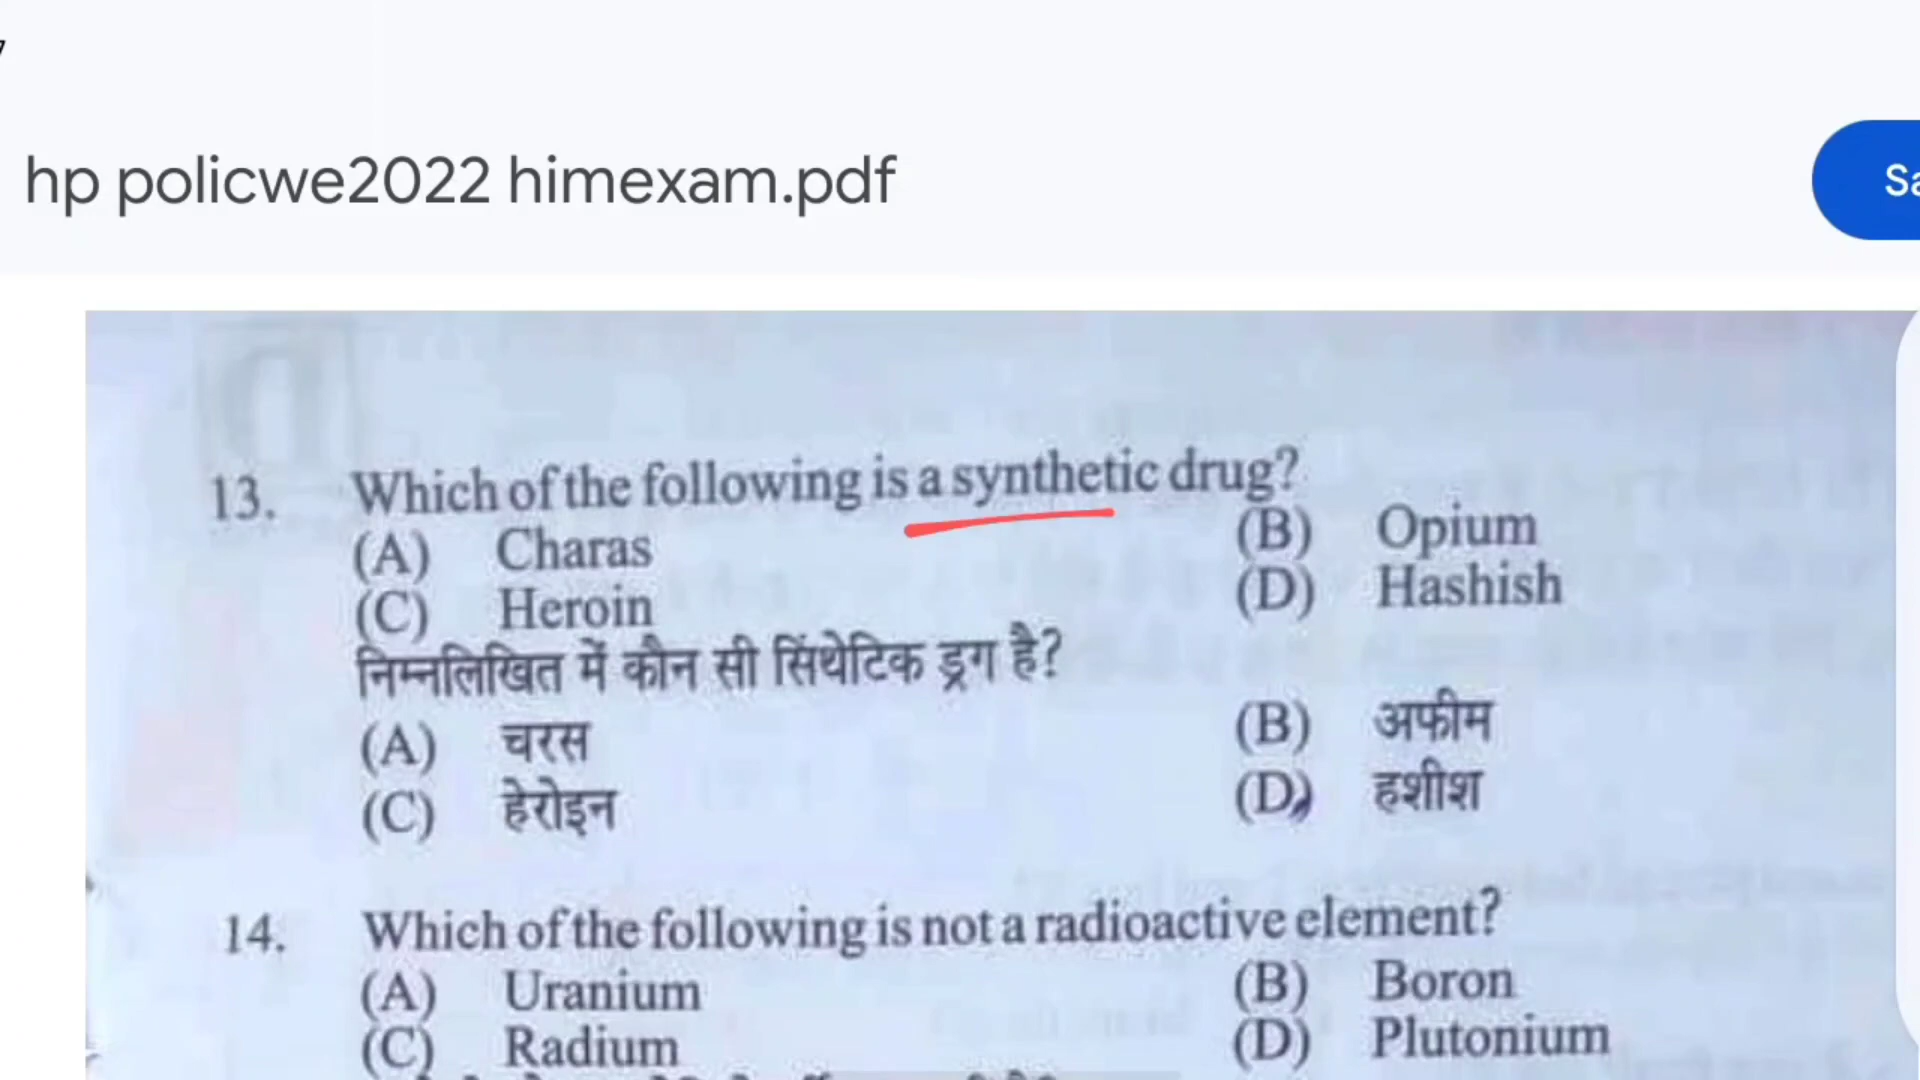 hp policwe2022 himexam.pdf
Sa
13. Which of the following is a synthetic drug?
(A) Charas (B) Opium
(C) Heroin (D) Hashish
निम्नलिखित में कौन सी सिंथेटिक ड्रग है?
(A) चरस (B) अफीम
(C) हेरोइन (D) हशीश
14. Which of the following is not a radioactive element?
(A) Uranium (B) Boron
(C) Radium (D) Plutonium